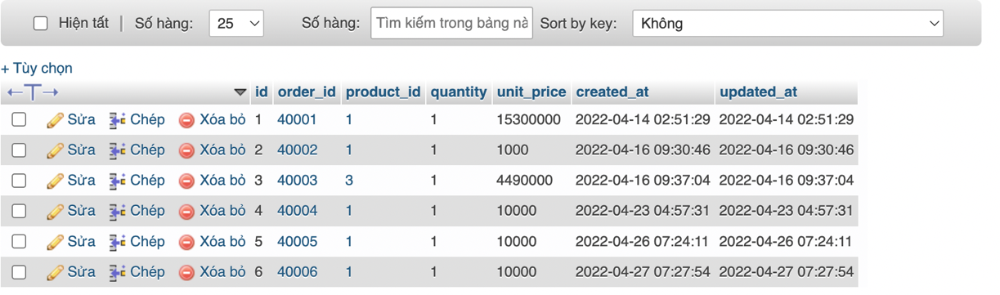 Hiện tất | Số hàng: 25 Số hàng: Tìm kiếm trong bảng nà Sort by key: Không
+ Tùy chọn
←T→ id order_id product_id quantity unit_price created_at updated_at
Sửa Chép Xóa bỏ 1 40001 1 1 15300000 2022-04-14 02:51:29 2022-04-14 02:51:29
Sửa Chép Xóa bỏ 2 40002 1 1 1000 2022-04-16 09:30:46 2022-04-16 09:30:46
Sửa Chép Xóa bỏ 3 40003 3 1 4490000 2022-04-16 09:37:04 2022-04-16 09:37:04
Sửa Chép Xóa bỏ 4 40004 1 1 10000 2022-04-23 04:57:31 2022-04-23 04:57:31
Sửa Chép Xóa bỏ 5 40005 1 1 10000 2022-04-26 07:24:11 2022-04-26 07:24:11
Sửa Chép Xóa bỏ 6 40006 1 1 10000 2022-04-27 07:27:54 2022-04-27 07:27:54